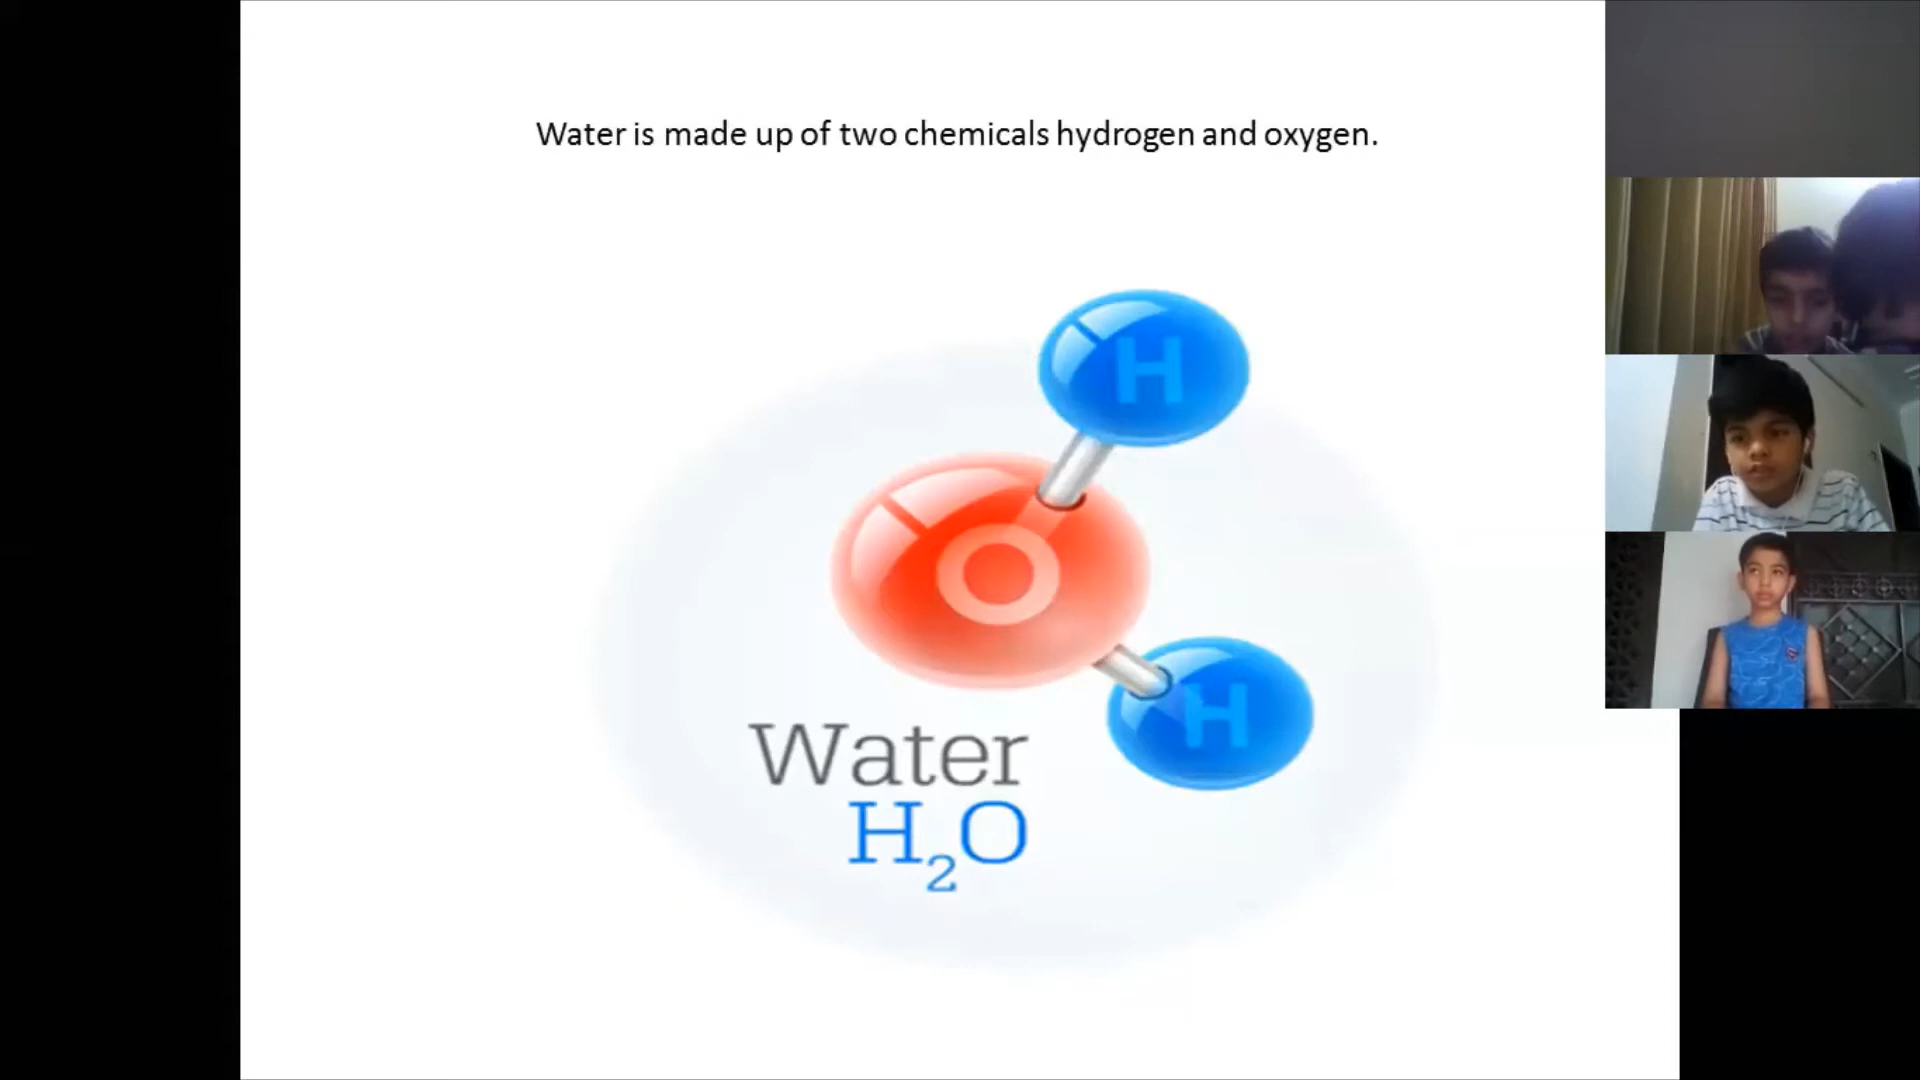 Water is made up of two chemicals hydrogen and oxygen.
H
O
H
Water
H₂O